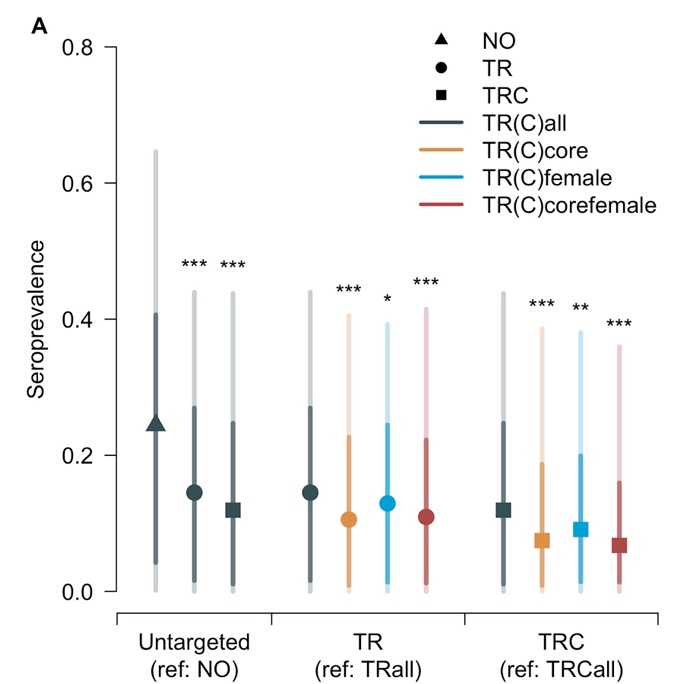 A
0.8
0.6
0.4
0.2
0.0
Seroprevalence
NO
TR
TRC
TR(C)all
TR(C)core
TR(C)female
TR(C)corefemale
*** ***
*** * ***
*** ** ***
Untargeted
(ref: NO)
TR
(ref: TRall)
TRC
(ref: TRCall)